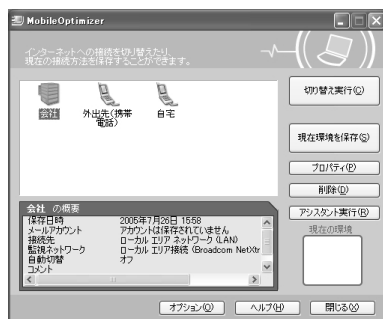 MobileOptimizer
インターネットへの接続を切り替えたり、
現在の接続方法を保存することができます。
会社
外出先(携帯
電話)
自宅
切り替え実行(C)
現在環境を保存(S)
プロパティ(P)
削除(D)
アシスタント実行(R)
現在の環境
会社 の概要
保存日時 2005年7月26日 15:58
メールアカウント アカウントは保存されていません
接続先 ローカル エリア ネットワーク (LAN)
監視ネットワーク ローカル エリア接続 (Broadcom NetXtr
自動切替 オフ
コメント
オプション(O)
ヘルプ(H)
閉じる(X)